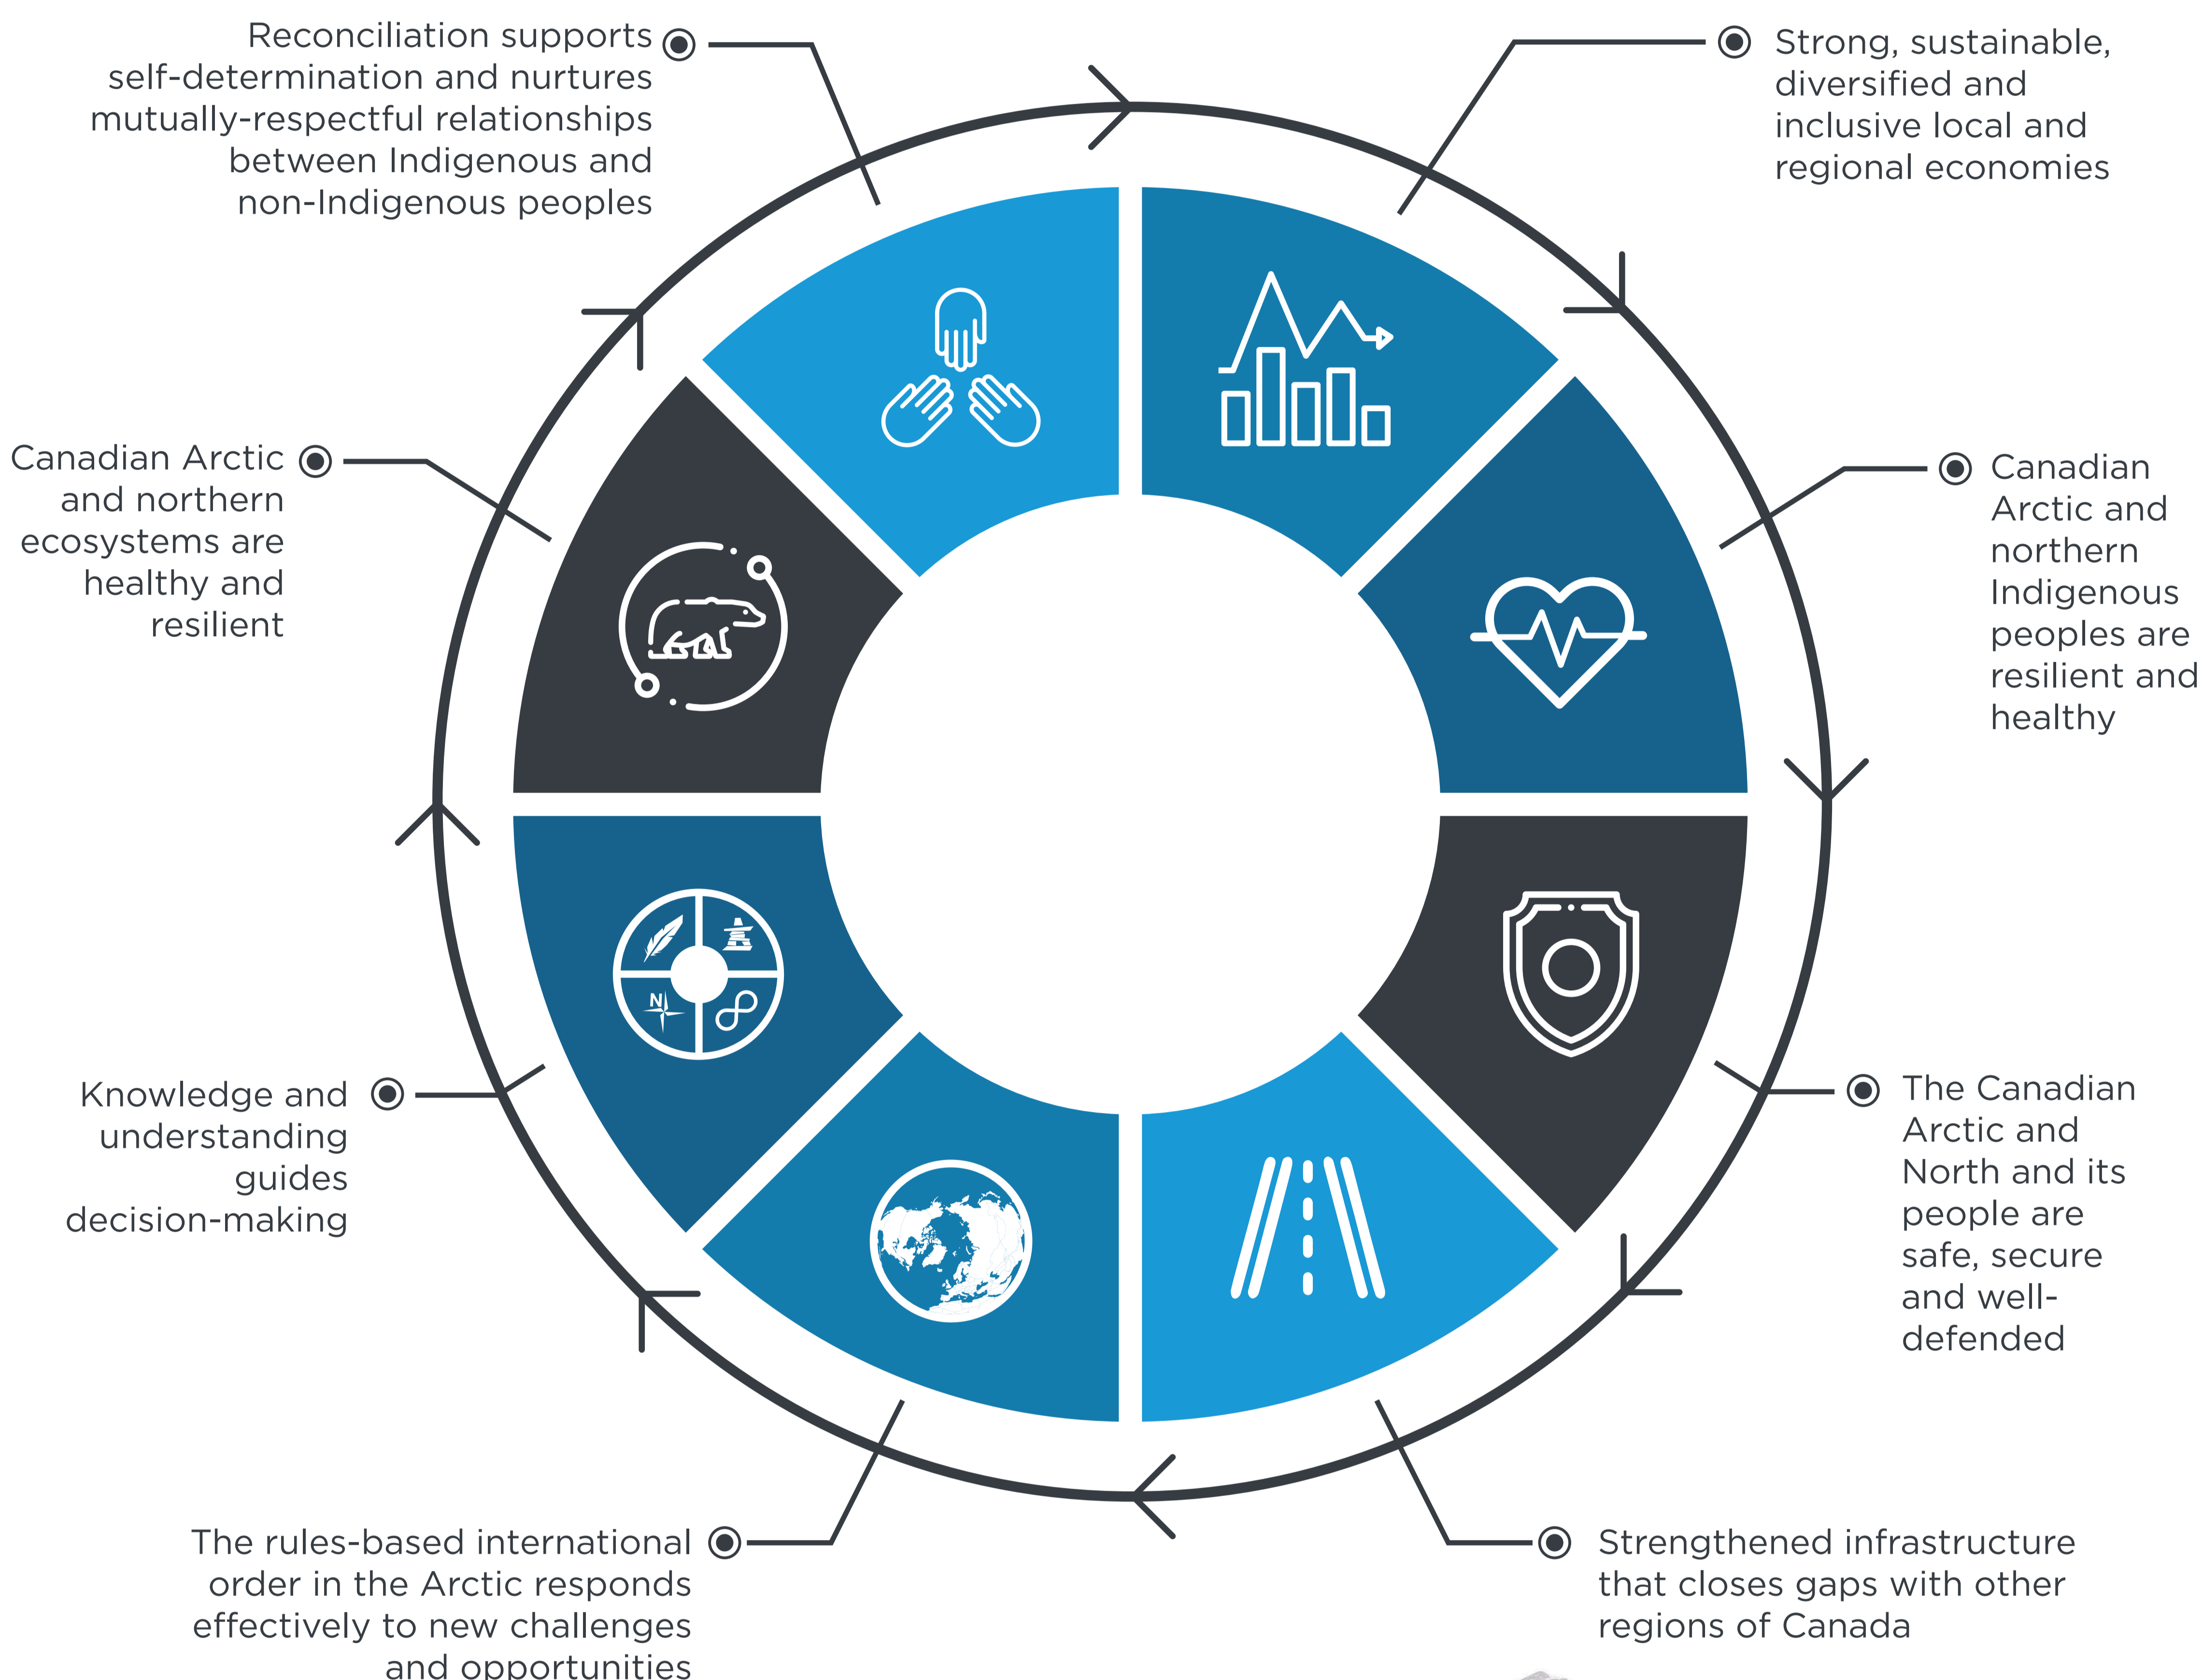 Reconciliation supports
self-determination and nurtures
mutually-respectful relationships
between Indigenous and
non-Indigenous peoples
Strong, sustainable,
diversified and
inclusive local and
regional economies
Canadian
Arctic and
northern
Indigenous
peoples are
resilient and
healthy
The Canadian
Arctic and
North and its
people are
safe, secure
and well-
defended
Strengthened infrastructure
that closes gaps with other
regions of Canada
The rules-based international
order in the Arctic responds
effectively to new challenges
and opportunities
Knowledge and
understanding
guides
decision-making
N
Canadian Arctic
and northern
ecosystems are
healthy and
resilient